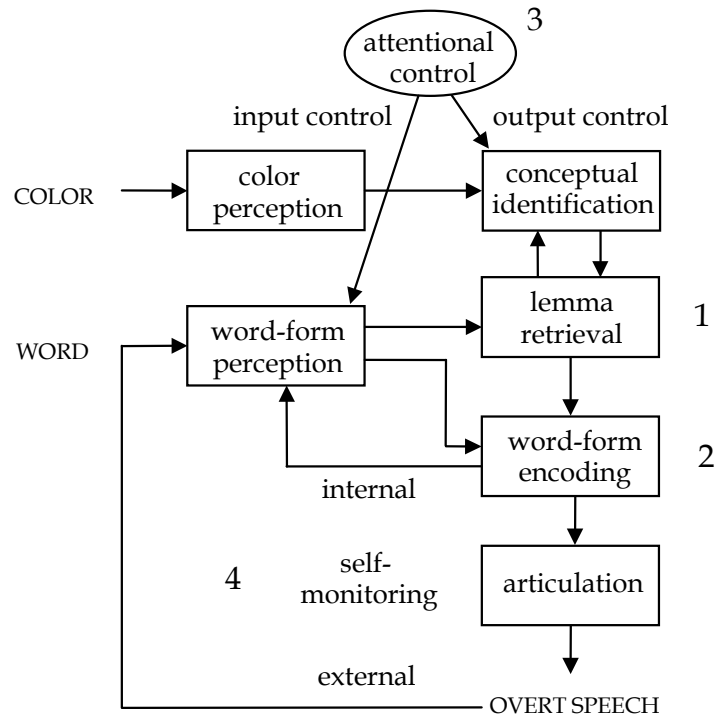 3
attentional
control
input control
output control
COLOR
color
perception
conceptual
identification
WORD
word-form
perception
lemma
retrieval
1
word-form
encoding
2
internal
4
self-
monitoring
articulation
external
OVERT SPEECH